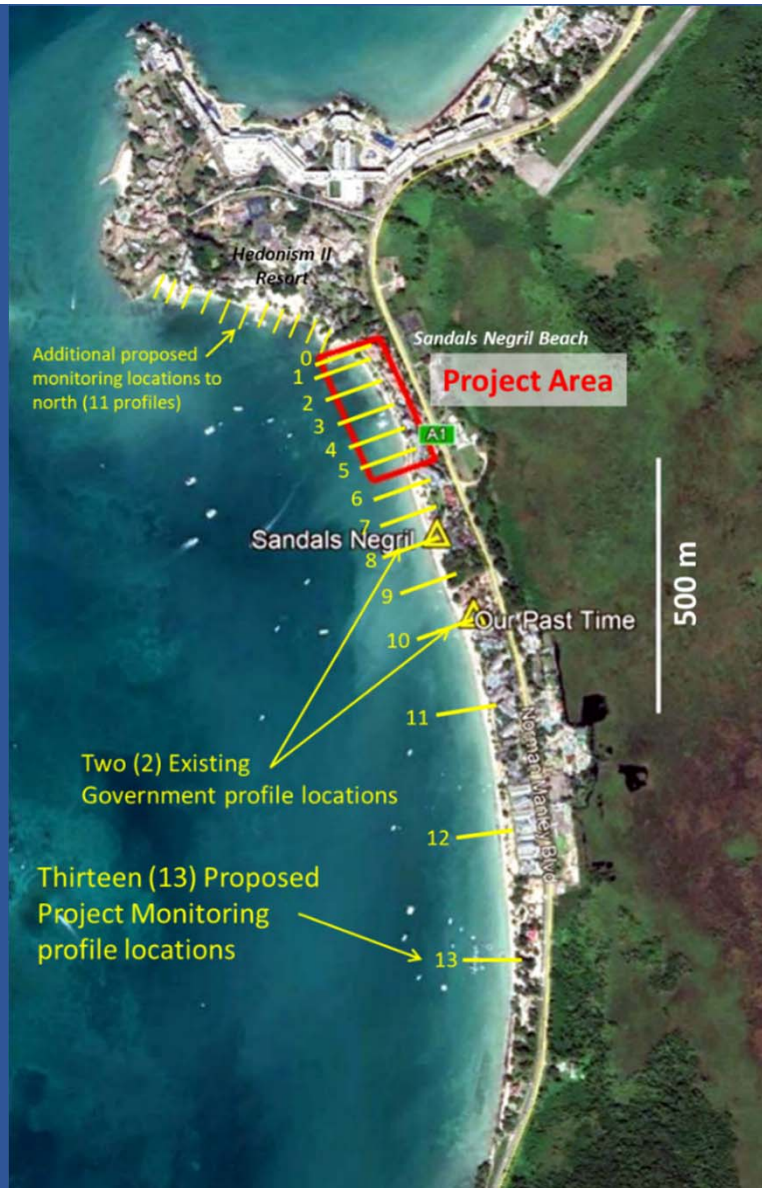 Hedonism II
Resort
Additional proposed
monitoring locations to
north (11 profiles)
Sandals Negril Beach
Project Area
A1
0
1
2
3
4
5
6
7
Sandals Negril
8
9
Our Past Time
10
500 m
11
Norman Manley Blvd
Two (2) Existing
Government profile locations
12
Thirteen (13) Proposed
Project Monitoring
profile locations
13